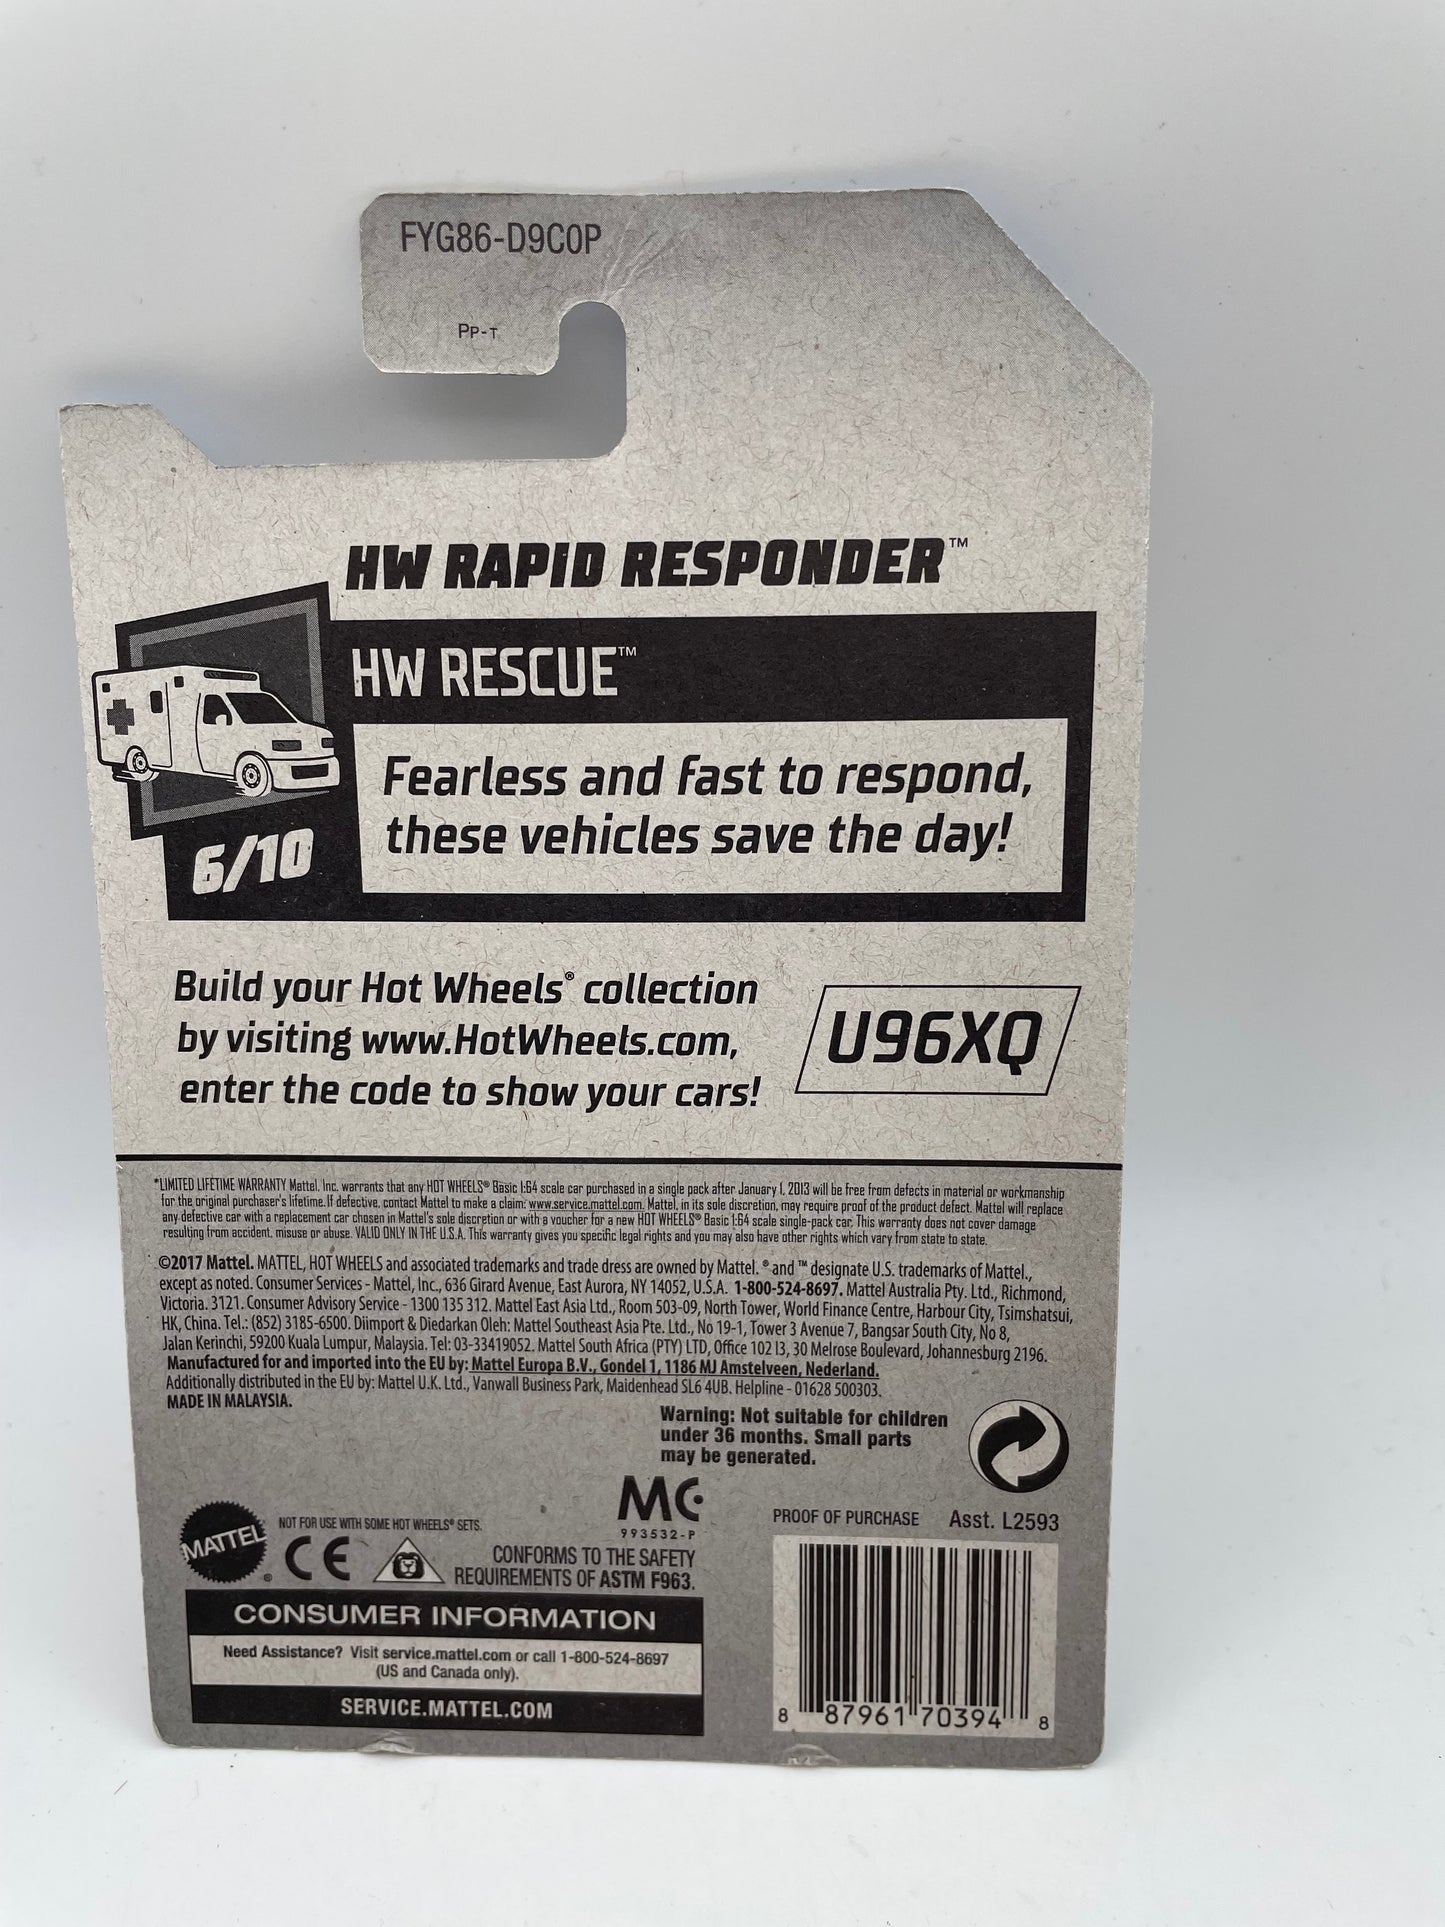 FYG86-D9C0P
PP-T
HW RAPID RESPONDER™
HW RESCUE™
Fearless and fast to respond,
these vehicles save the day!
6/10
Build your Hot Wheels® collection
by visiting www.HotWheels.com,
enter the code to show your cars!
U96XQ
*LIMITED LIFETIME WARRANTY Mattel, Inc. warrants that any HOT WHEELS® Basic 1:64 scale car purchased in a single pack after January 1, 2013 will be free from defects in material or workmanship
for the original purchaser's lifetime. If defective, contact Mattel to make a claim: www.service.mattel.com. Mattel, in its sole discretion, may require proof of the product defect. Mattel will replace
any defective car with a replacement car chosen in Mattel's sole discretion or with a voucher for a new HOT WHEELS® Basic 1:64 scale single-pack car. This warranty does not cover damage
resulting from accident, misuse or abuse. VALID ONLY IN THE U.S.A. This warranty gives you specific legal rights and you may also have other rights which vary from state to state.
©2017 Mattel. MATTEL, HOT WHEELS and associated trademarks and trade dress are owned by Mattel. ® and ™ designate U.S. trademarks of Mattel.,
except as noted. Consumer Services - Mattel, Inc., 636 Girard Avenue, East Aurora, NY 14052, U.S.A. 1-800-524-8697. Mattel Australia Pty. Ltd., Richmond,
Victoria. 3121. Consumer Advisory Service - 1300 135 312. Mattel East Asia Ltd., Room 503-09, North Tower, World Finance Centre, Harbour City, Tsimshatsui,
HK, China. Tel.: (852) 3185-6500. Diimport & Diedarkan Oleh: Mattel Southeast Asia Pte. Ltd., No 19-1, Tower 3 Avenue 7, Bangsar South City, No 8,
Jalan Kerinchi, 59200 Kuala Lumpur, Malaysia. Tel: 03-33419052. Mattel South Africa (PTY) LTD, Office 102 I3, 30 Melrose Boulevard, Johannesburg 2196.
Manufactured for and imported into the EU by: Mattel Europa B.V., Gondel 1, 1186 MJ Amstelveen, Nederland.
Additionally distributed in the EU by: Mattel U.K. Ltd., Vanwall Business Park, Maidenhead SL6 4UB. Helpline - 01628 500303.
MADE IN MALAYSIA.
Warning: Not suitable for children
under 36 months. Small parts
may be generated.
MC
993532-P
MATTEL®
NOT FOR USE WITH SOME HOT WHEELS® SETS.
CE
CONFORMS TO THE SAFETY
REQUIREMENTS OF ASTM F963.
PROOF OF PURCHASE Asst. L2593
CONSUMER INFORMATION
Need Assistance? Visit service.mattel.com or call 1-800-524-8697
(US and Canada only).
SERVICE.MATTEL.COM
8 87961 70394 8